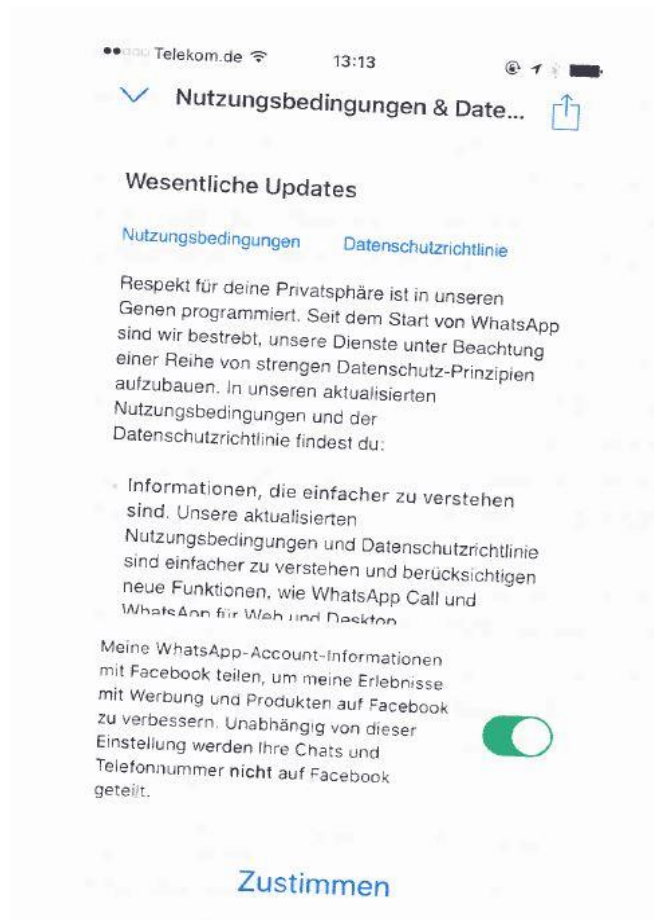 Telekom.de
13:13
Nutzungsbedingungen & Date...
Wesentliche Updates
Nutzungsbedingungen Datenschutzrichtlinie
Respekt für deine Privatsphäre ist in unseren
Genen programmiert. Seit dem Start von WhatsApp
sind wir bestrebt, unsere Dienste unter Beachtung
einer Reihe von strengen Datenschutz-Prinzipien
aufzubauen. In unseren aktualisierten
Nutzungsbedingungen und der
Datenschutzrichtlinie findest du:
Informationen, die einfacher zu verstehen
sind. Unsere aktualisierten
Nutzungsbedingungen und Datenschutzrichtlinie
sind einfacher zu verstehen und berücksichtigen
neue Funktionen, wie WhatsApp Call und
WhatsApp für Web und Desktop
Meine WhatsApp-Account-Informationen
mit Facebook teilen, um meine Erlebnisse
mit Werbung und Produkten auf Facebook
zu verbessern. Unabhängig von dieser
Einstellung werden Ihre Chats und
Telefonnummer nicht auf Facebook
geteilt.
Zustimmen